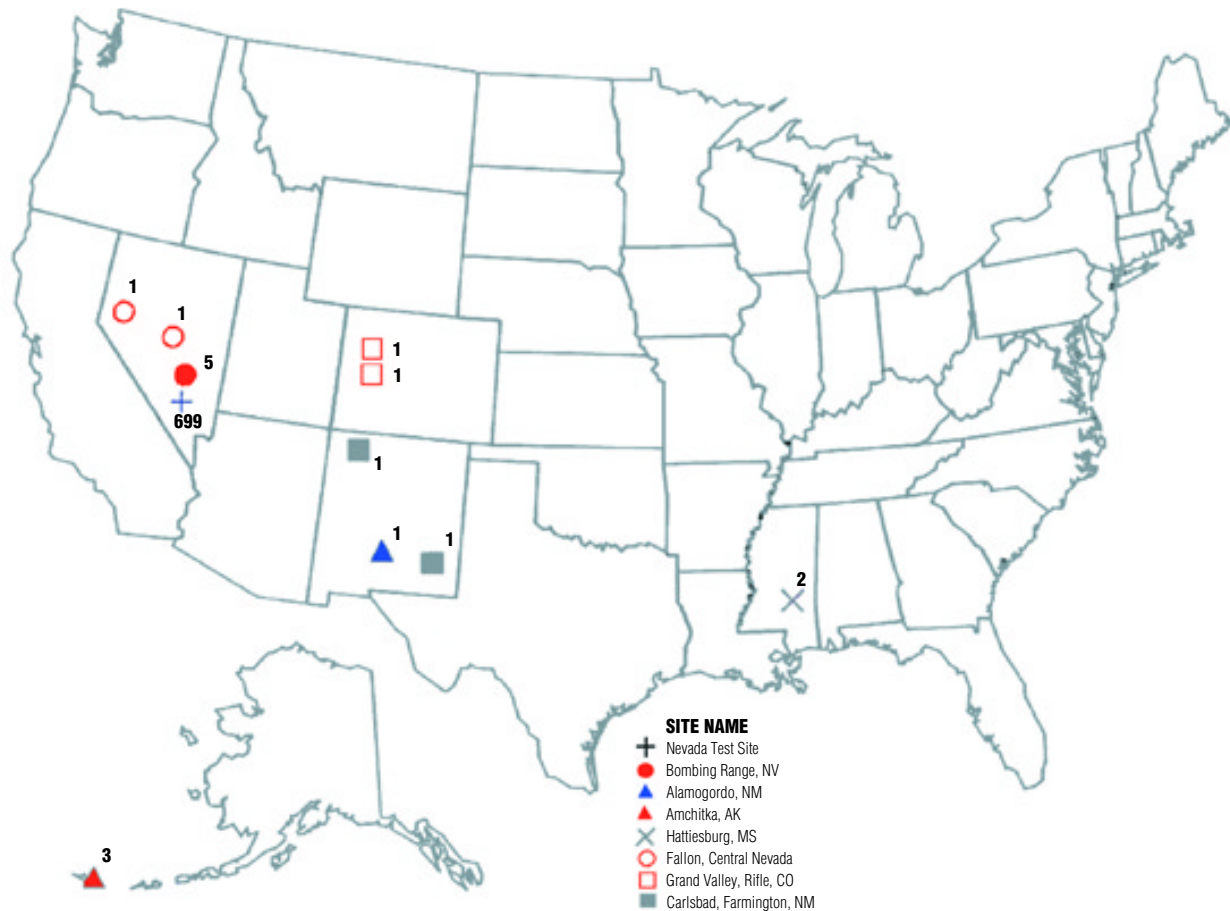 1
1
5
699
1
1
1
1
1
2
3
SITE NAME
Nevada Test Site
Bombing Range, NV
Alamogordo, NM
Amchitka, AK
Hattiesburg, MS
Fallon, Central Nevada
Grand Valley, Rifle, CO
Carlsbad, Farmington, NM